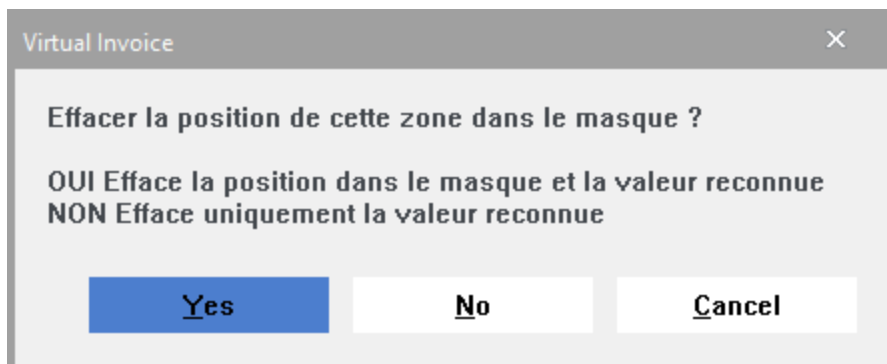 Virtual Invoice
Effacer la position de cette zone dans le masque ?
OUI Efface la position dans le masque et la valeur reconnue
NON Efface uniquement la valeur reconnue
Yes No Cancel